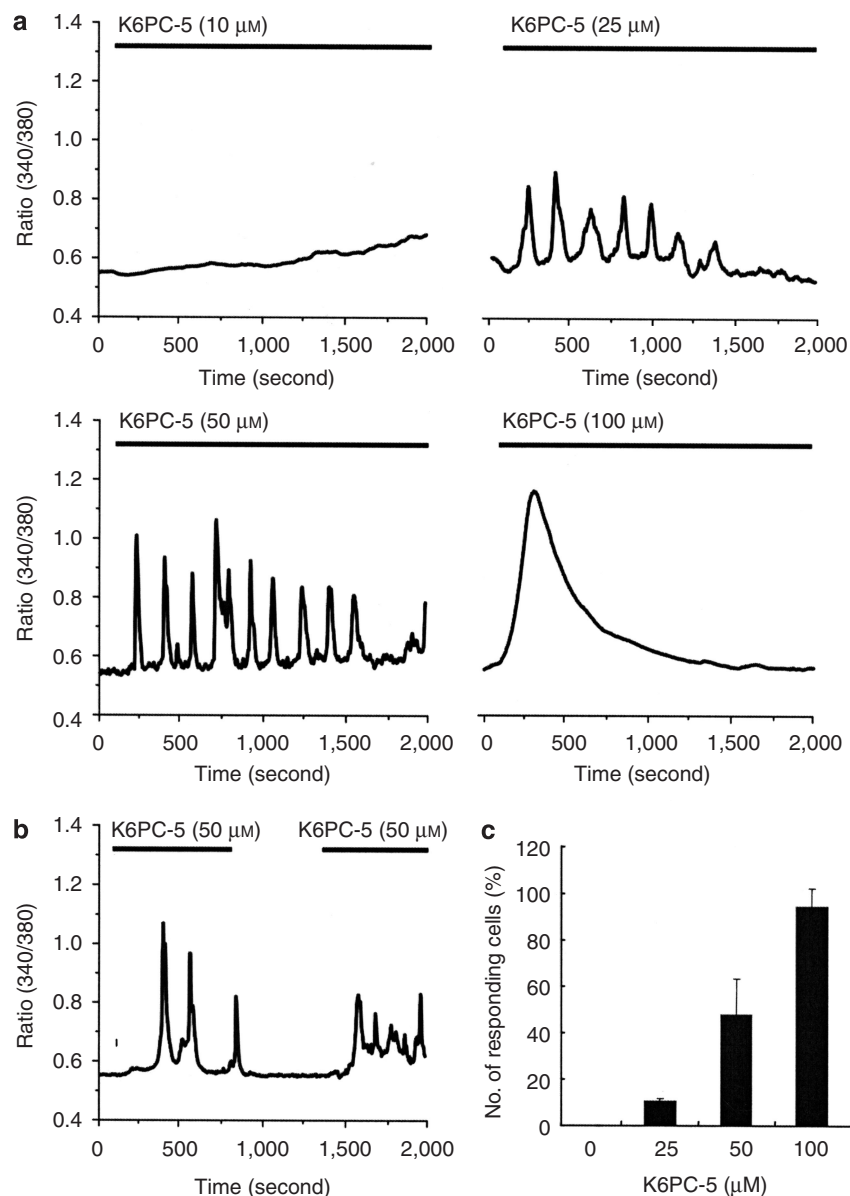 a
K6PC-5 (10 μM)
K6PC-5 (25 μM)
Ratio (340/380)
1.4
1.2
1.0
0.8
0.6
0.4
0 500 1,000 1,500 2,000
0 500 1,000 1,500 2,000
Time (second)
Time (second)
K6PC-5 (50 μM)
K6PC-5 (100 μM)
Ratio (340/380)
1.4
1.2
1.0
0.8
0.6
0.4
0 500 1,000 1,500 2,000
0 500 1,000 1,500 2,000
Time (second)
Time (second)
b
K6PC-5 (50 μM) K6PC-5 (50 μM)
Ratio (340/380)
1.4
1.2
1.0
0.8
0.6
0.4
0 500 1,000 1,500 2,000
Time (second)
c
No. of responding cells (%)
120
100
80
60
40
20
0
0 25 50 100
K6PC-5 (μM)